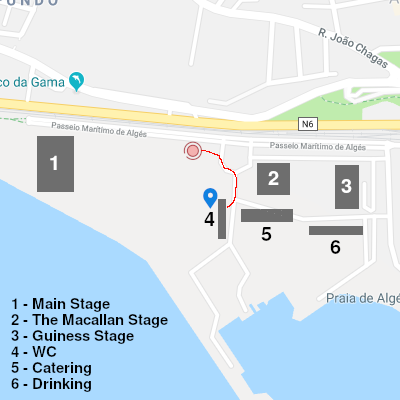 PUNDO
R. João Chagas
co da Gama
N6
Passeio Marítimo de Algés
Passeio Marítimo de Algés
1
2
3
4
5
6
Praia de Algé
1 - Main Stage
2 - The Macallan Stage
3 - Guiness Stage
4 - WC
5 - Catering
6 - Drinking